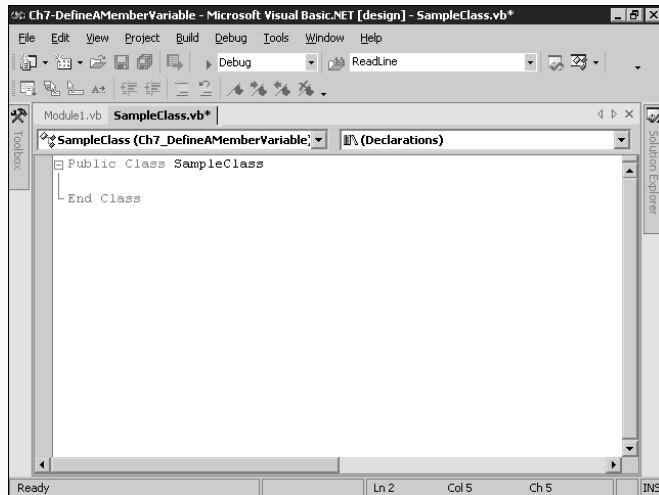 Ch7-DefineAMemberVariable - Microsoft Visual Basic.NET [design] - SampleClass.vb*
File Edit View Project Build Debug Tools Window Help
Debug ReadLine
Module1.vb SampleClass.vb*
SampleClass (Ch7_DefineAMemberVariable) (Declarations)
Toolbox
Solution Explorer
Public Class SampleClass
End Class
Ready Ln 2 Col 5 Ch 5 INS